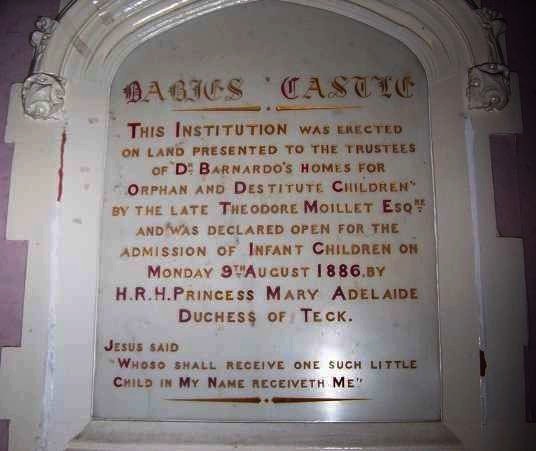 BABIES CASTLE
THIS INSTITUTION WAS ERECTED
ON LAND PRESENTED TO THE TRUSTEES
OF "DR BARNARDO'S HOMES FOR
ORPHAN AND DESTITUTE CHILDREN"
BY THE LATE THEODORE MOILLET ESQRE
AND WAS DECLARED OPEN FOR THE
ADMISSION OF INFANT CHILDREN ON
MONDAY 9TH AUGUST 1886, BY
H.R.H. PRINCESS MARY ADELAIDE
DUCHESS OF TECK.
JESUS SAID
"WHOSO SHALL RECEIVE ONE SUCH LITTLE
CHILD IN MY NAME RECEIVETH ME"